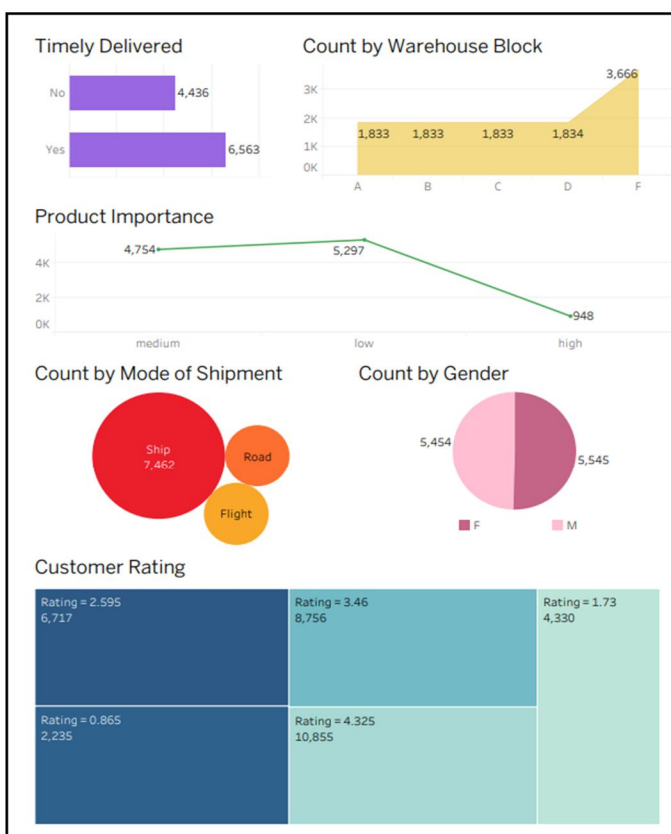 Timely Delivered
No
4,436
Yes
6,563
Count by Warehouse Block
3K
2K
1K
0K
3,666
1,833
1,833
1,833
1,834
A
B
C
D
F
Product Importance
4K
2K
0K
4,754
5,297
948
medium
low
high
Count by Mode of Shipment
Ship
7,462
Road
Flight
Count by Gender
5,454
5,545
F
M
Customer Rating
Rating = 2.595
6,717
Rating = 3.46
8,756
Rating = 1.73
4,330
Rating = 0.865
2,235
Rating = 4.325
10,855